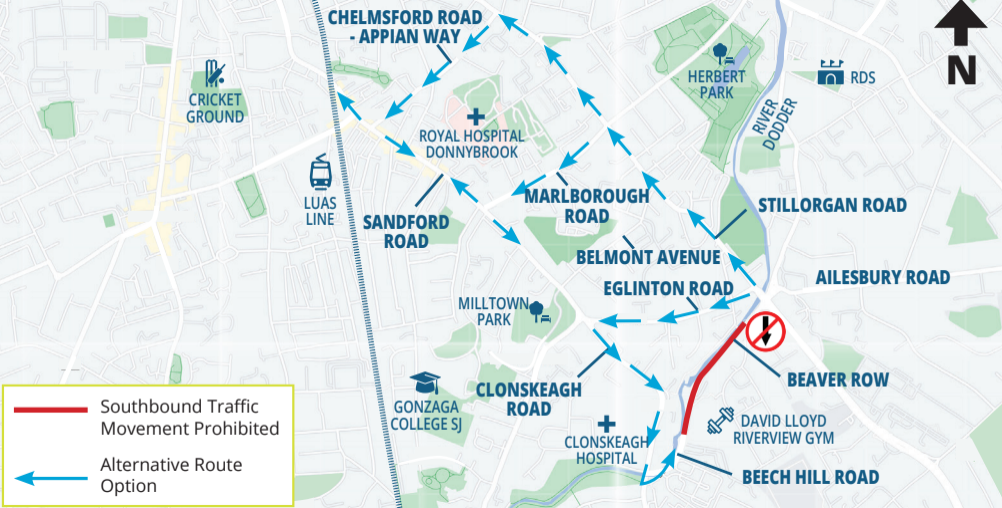 CHELMSFORD ROAD
- APPIAN WAY
N
CRICKET
GROUND
HERBERT
PARK
RDS
RIVER
DODDER
ROYAL HOSPITAL
DONNYBROOK
LUAS
LINE
SANDFORD
ROAD
MARLBOROUGH
ROAD
STILLORGAN ROAD
BELMONT AVENUE
AILESBURY ROAD
EGLINTON ROAD
MILLTOWN
PARK
BEAVER ROW
CLONSKEAGH
ROAD
GONZAGA
COLLEGE SJ
DAVID LLOYD
RIVERVIEW GYM
CLONSKEAGH
HOSPITAL
BEECH HILL ROAD
Southbound Traffic
Movement Prohibited
Alternative Route
Option